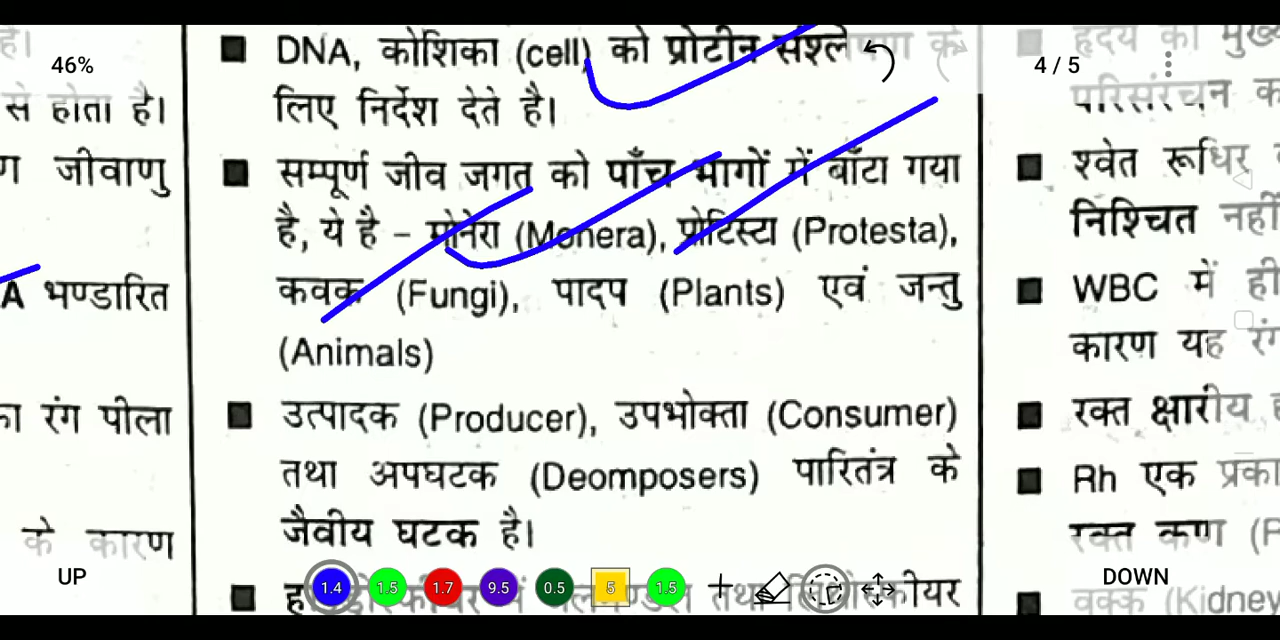 46%
4 / 5
है।
से होता है।
जीवाणु
A भण्डारित
रंग पीला
के कारण
UP
DNA, कोशिका (cell) को प्रोटीन
लिए निर्देश देते है।
सम्पूर्ण जीव जगत को पाँच भागों में बाँटा गया
है, ये है – मोनेरा (Monera), प्रोटिस्टा (Protesta),
कवक (Fungi), पादप (Plants) एवं जन्तु
(Animals)
उत्पादक (Producer), उपभोक्ता (Consumer)
तथा अपघटक (Deomposers) पारितंत्र के
जैवीय घटक है।
1.4 1.5 1.7 9.5 0.5 5 1.5
हृदय का
परिसंचरण
श्वेत रूधिर
निश्चित नहीं
WBC में ही
कारण यह
रक्त क्षारीय
Rh एक
रक्त कण
DOWN
वृक्क (Kidney